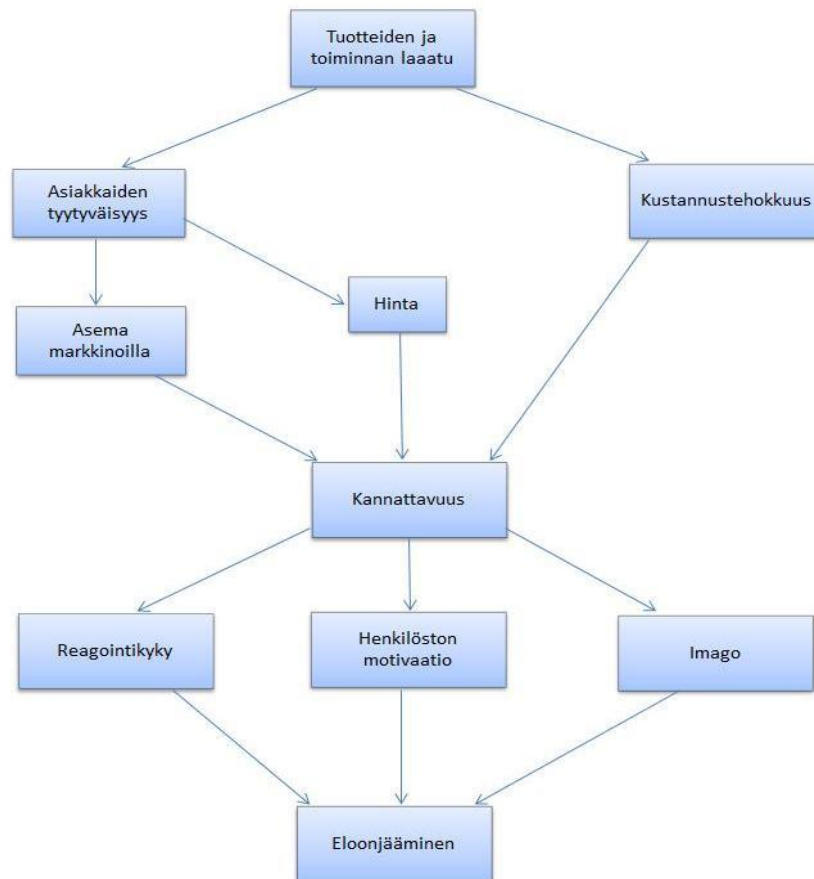 Tuotteiden ja
toiminnan laaatu
Asiakkaiden
tyytyväisyys
Kustannustehokkuus
Hinta
Asema
markkinoilla
Kannattavuus
Reagointikyky
Henkilöston
motivaatio
Imago
Eloonjääminen